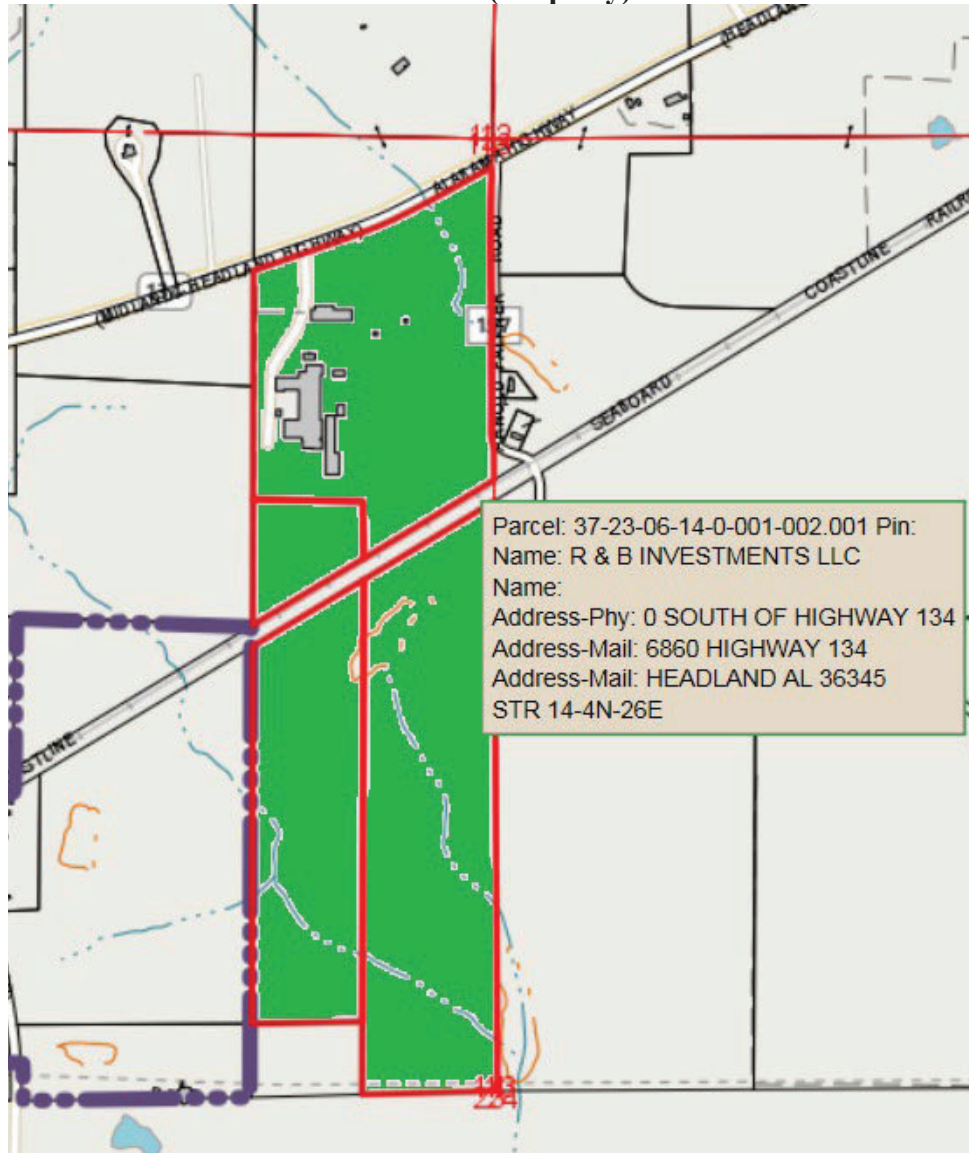 (MIDLAND HEADLAND HIGHWAY)
ROAD
COASTLINE
SEABOARD
Parcel: 37-23-06-14-0-001-002.001 Pin:
Name: R & B INVESTMENTS LLC
Name:
Address-Phy: 0 SOUTH OF HIGHWAY 134
Address-Mail: 6860 HIGHWAY 134
Address-Mail: HEADLAND AL 36345
STR 14-4N-26E
STLINE